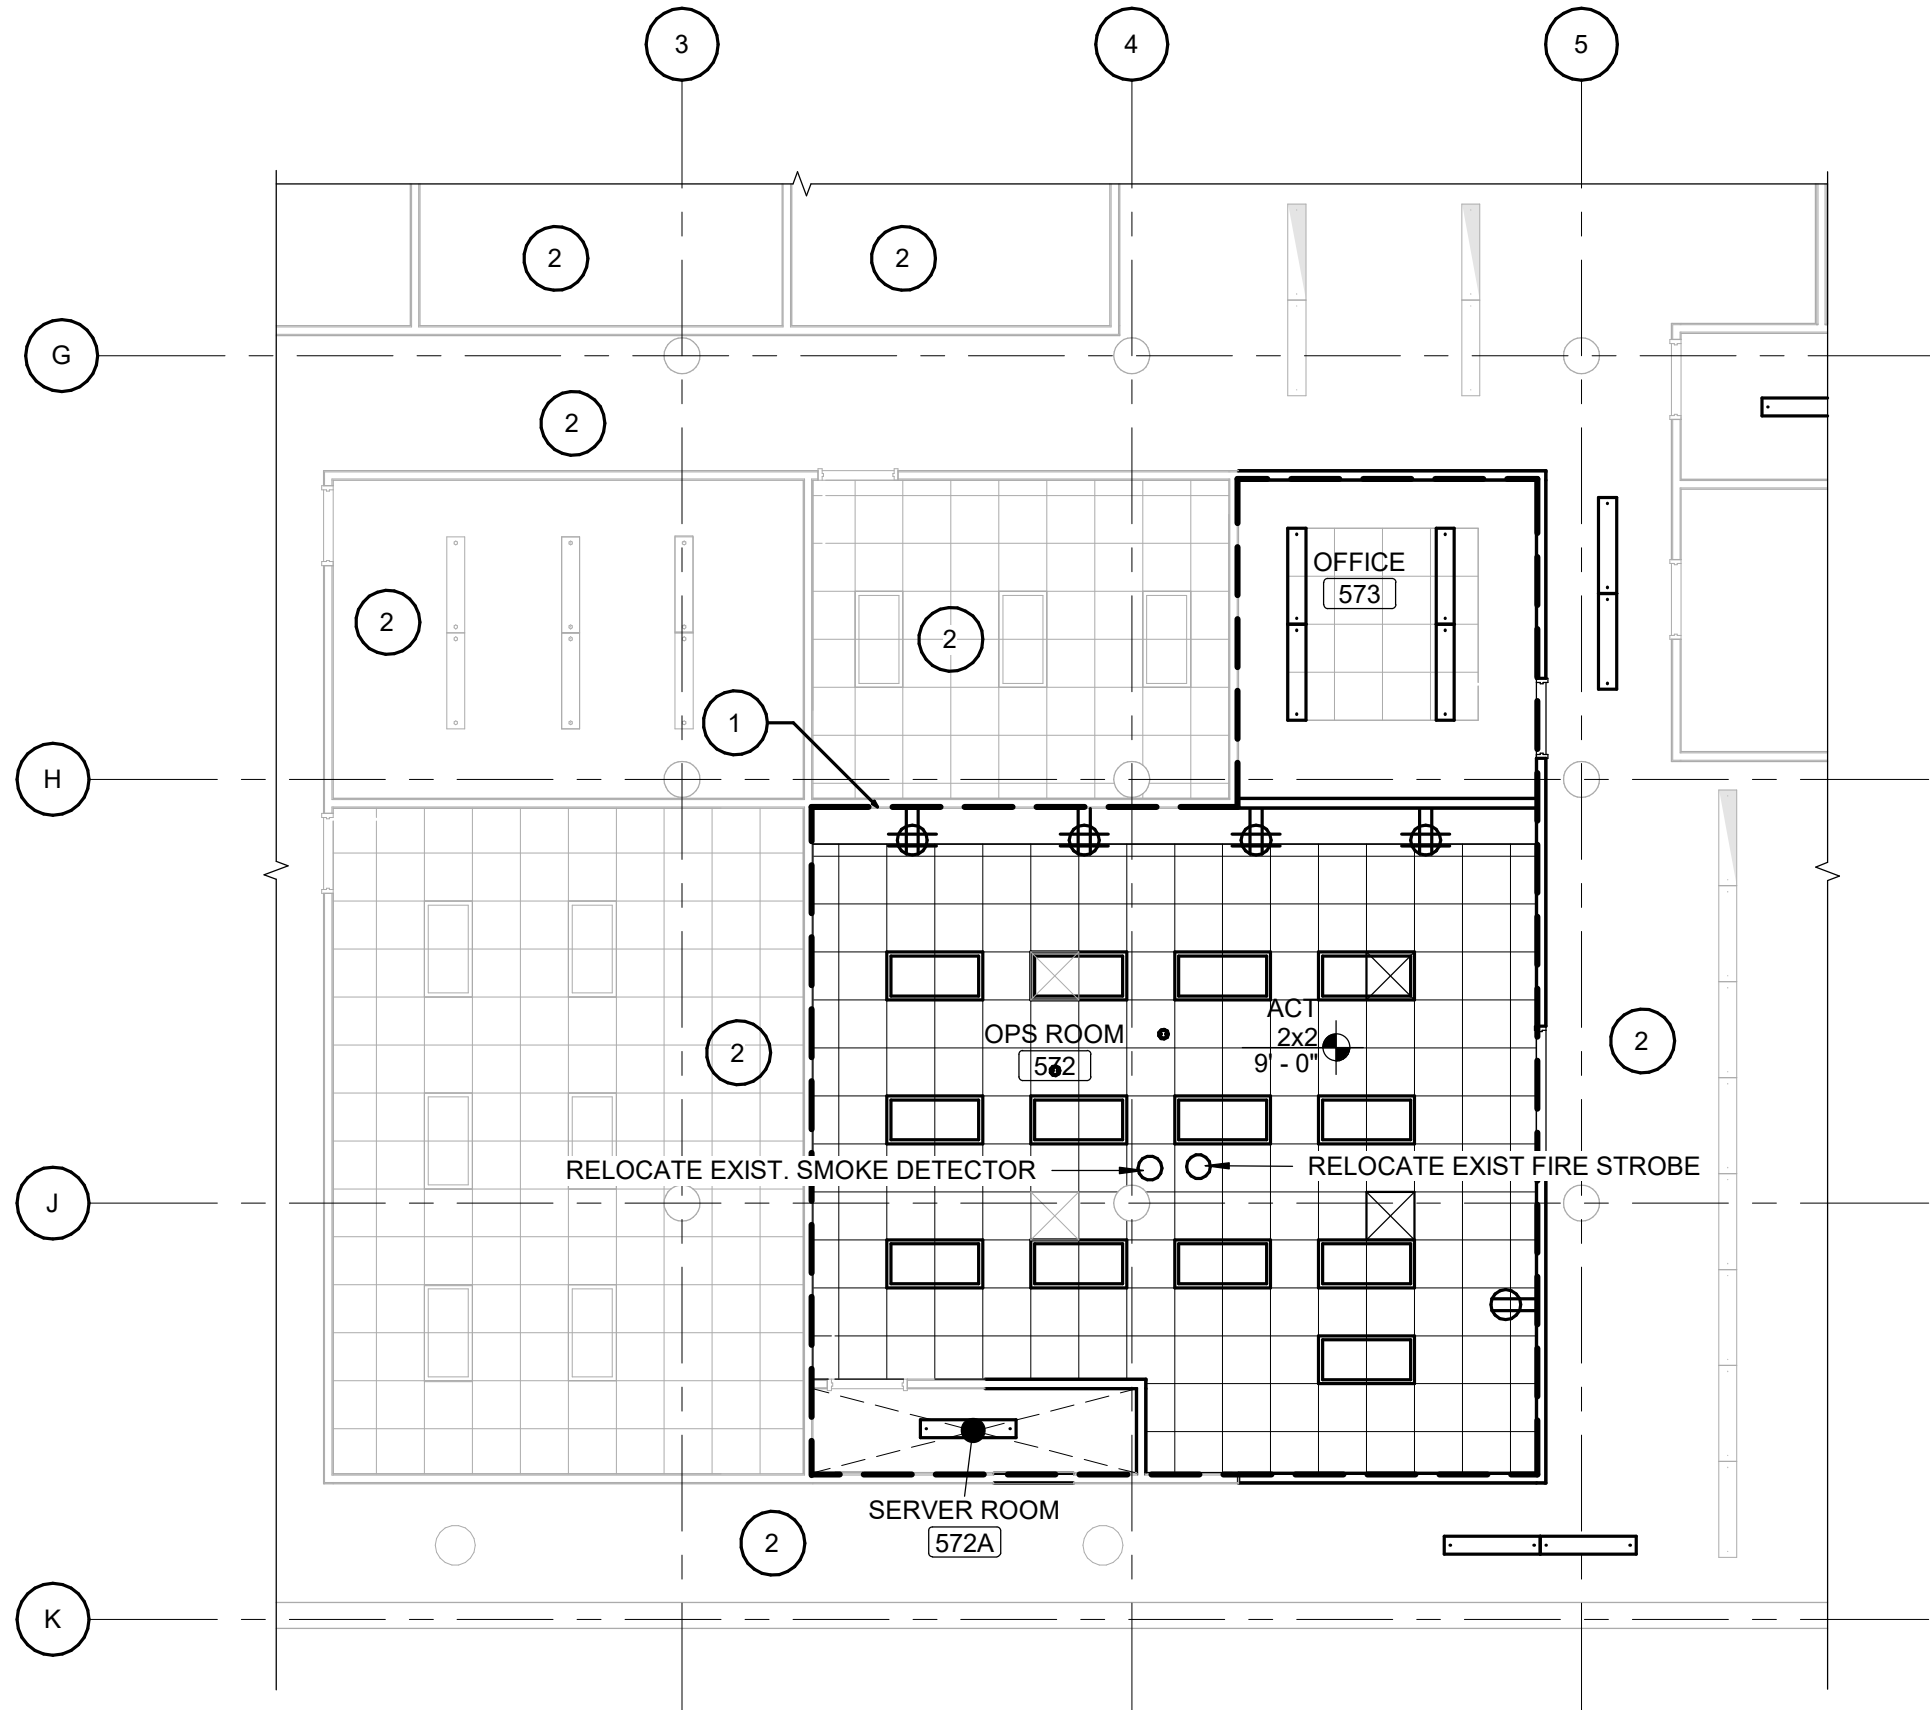 3
4
5
2
2
G
2
OFFICE
573
2
2
1
H
ACT
OPS ROOM
2x2
2
2
572
9' - 0"
RELOCATE EXIST. SMOKE DETECTOR
RELOCATE EXIST FIRE STROBE
J
SERVER ROOM
2
572A
K